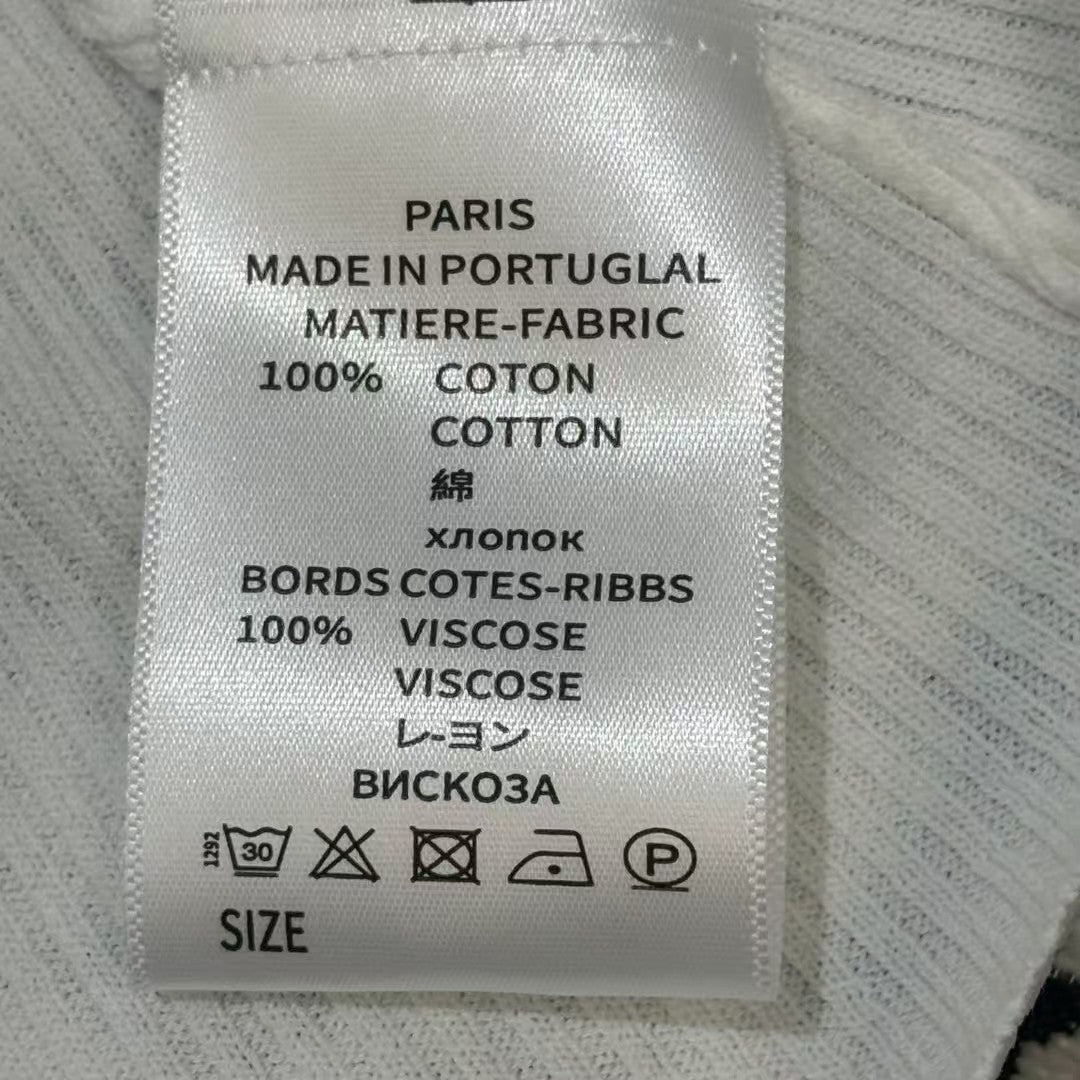 PARIS
MADE IN PORTUGLAL
MATIERE-FABRIC
100% COTON
COTTON
綿
хлопок
BORDS COTES-RIBBS
100% VISCOSE
VISCOSE
レ-ヨン
ВИСКОЗА
1292 30 P
SIZE